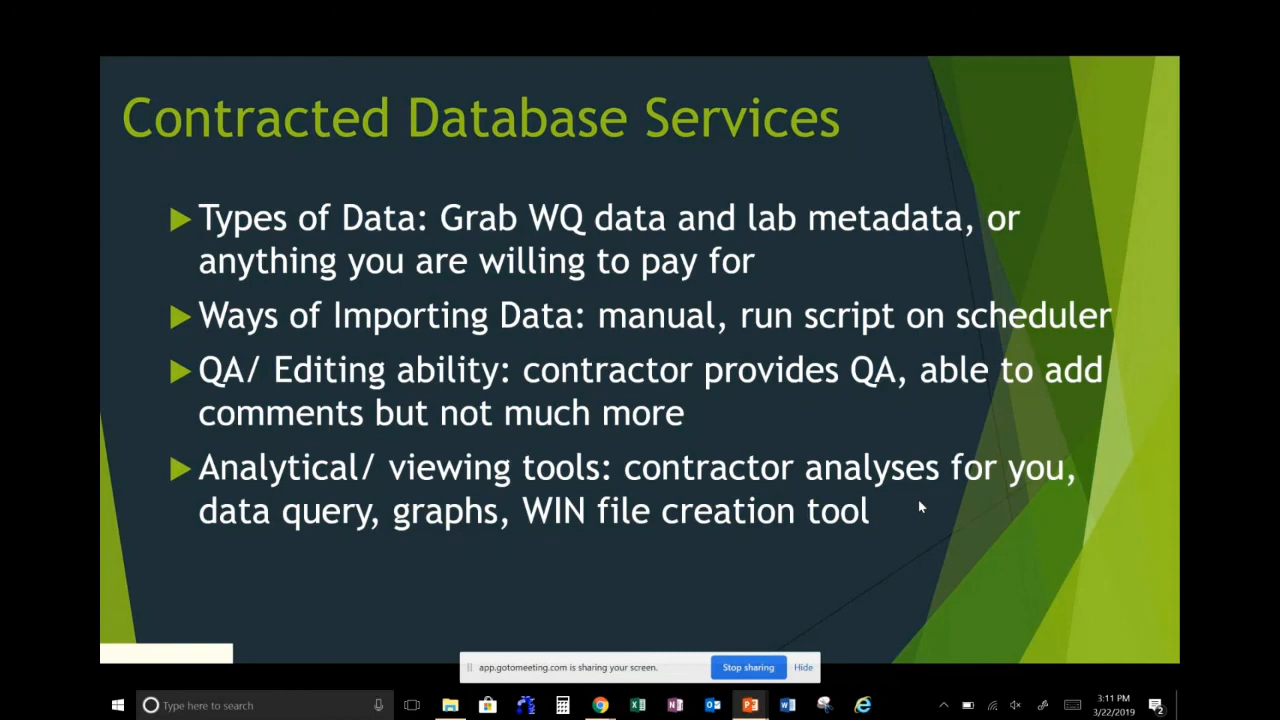 Contracted Database Services
Types of Data: Grab WQ data and lab metadata, or
anything you are willing to pay for
Ways of Importing Data: manual, run script on scheduler
QA/ Editing ability: contractor provides QA, able to add
comments but not much more
Analytical/ viewing tools: contractor analyses for you,
data query, graphs, WIN file creation tool
app.gotomeeting.com is sharing your screen.
Stop sharing
Hide
Type here to search
3:11 PM
3/22/2019
2